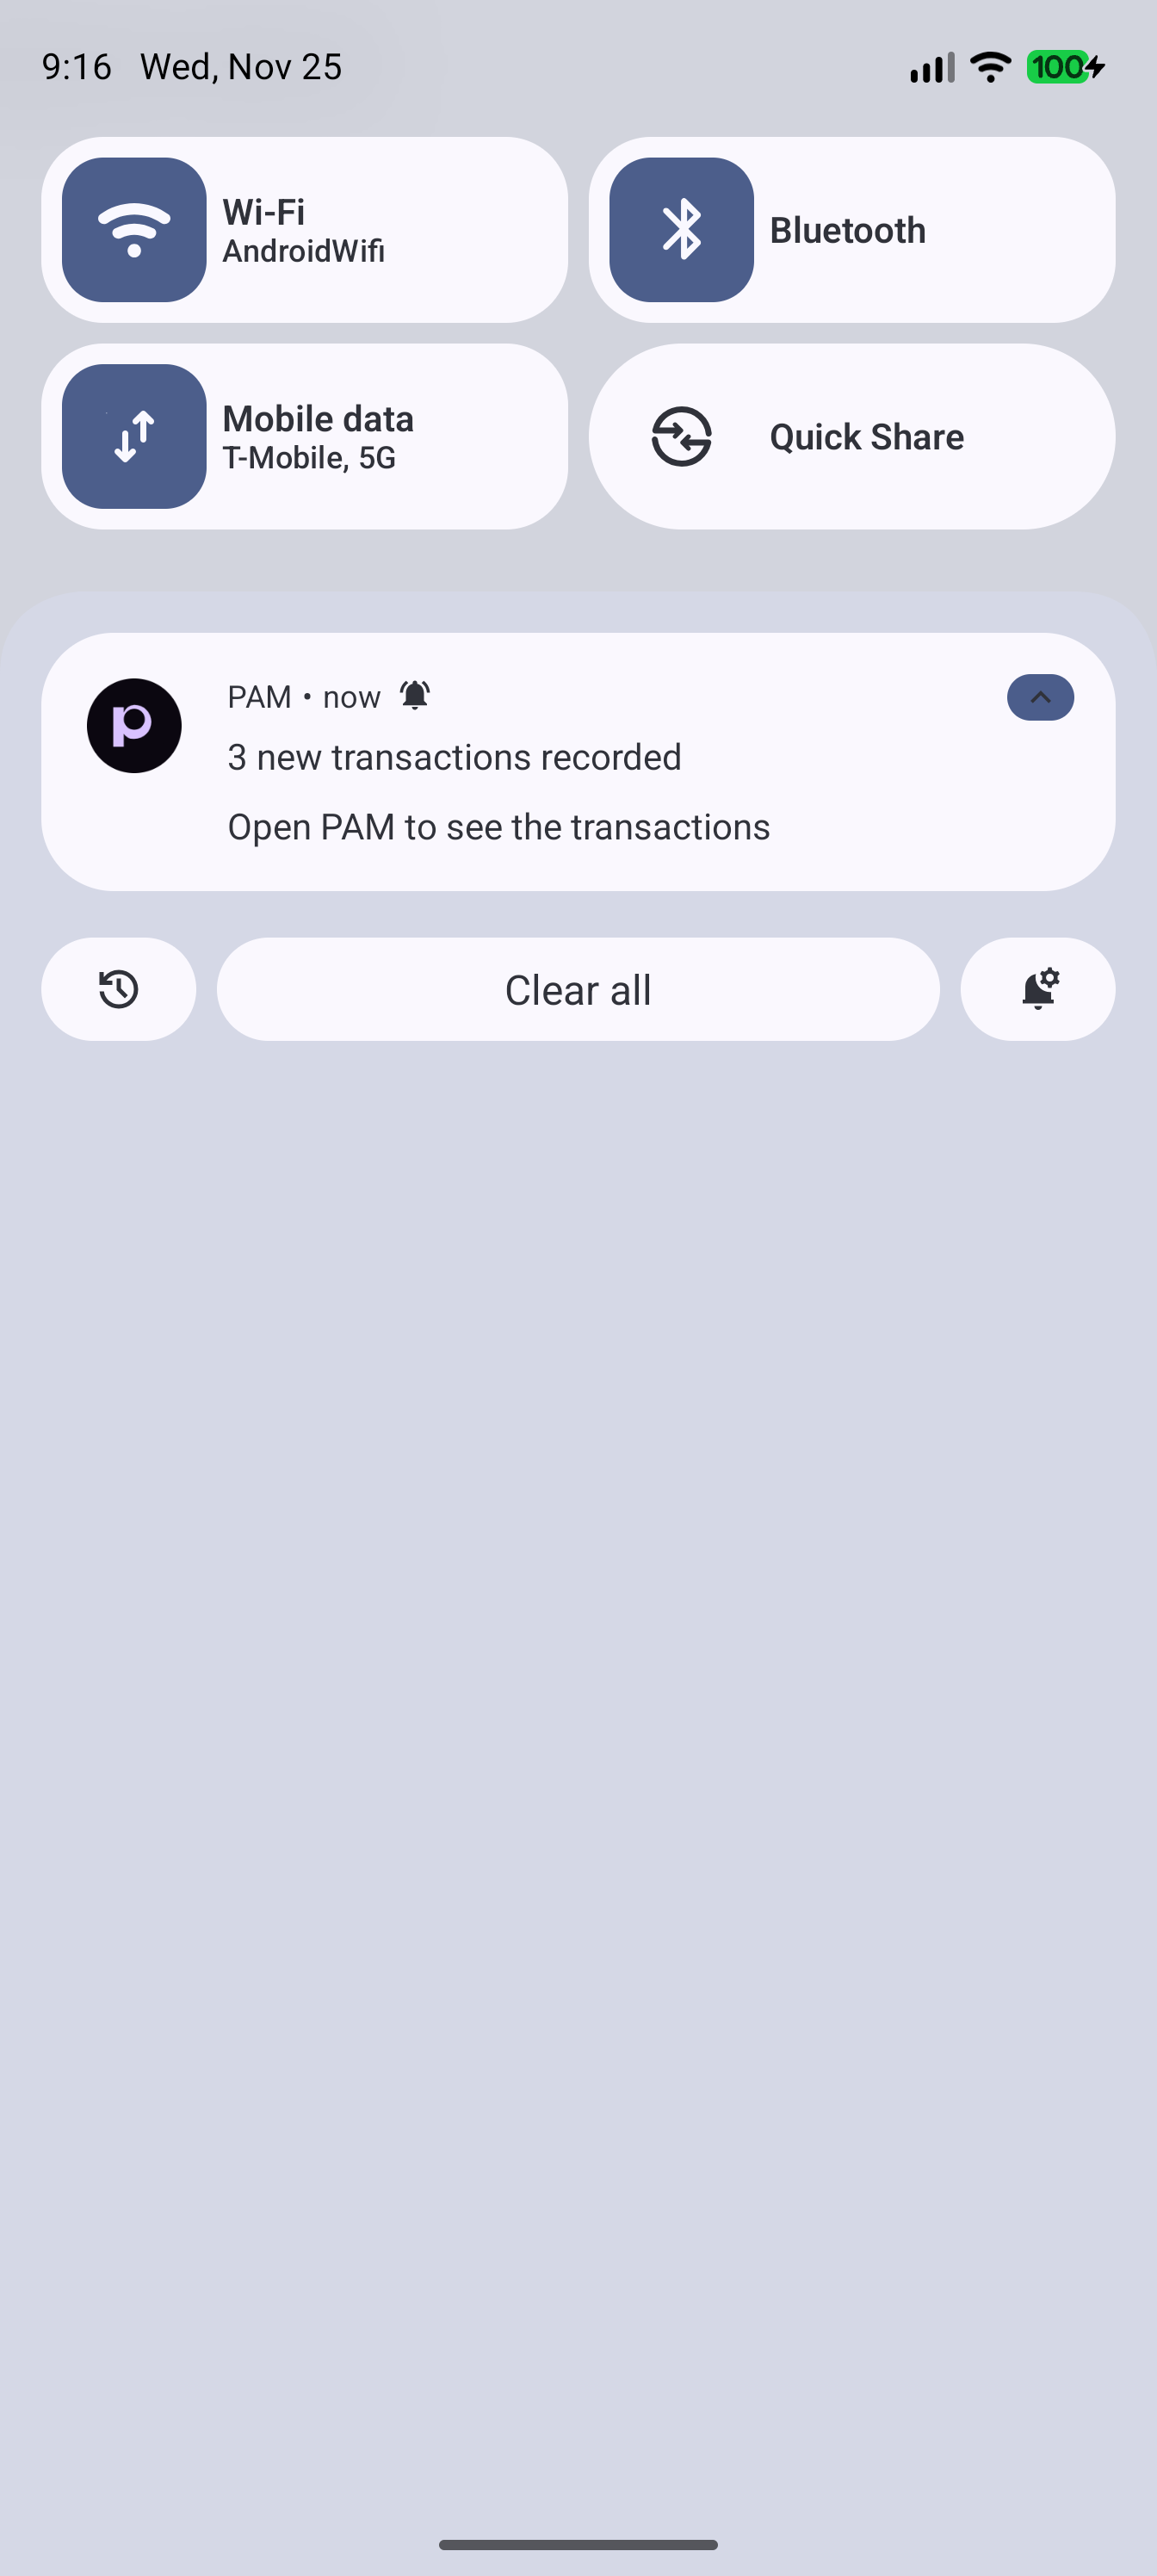 9:16 Wed, Nov 25
100
Wi-Fi
AndroidWifi
Bluetooth
Mobile data
T-Mobile, 5G
Quick Share
p
PAM • now
3 new transactions recorded
Open PAM to see the transactions
Clear all